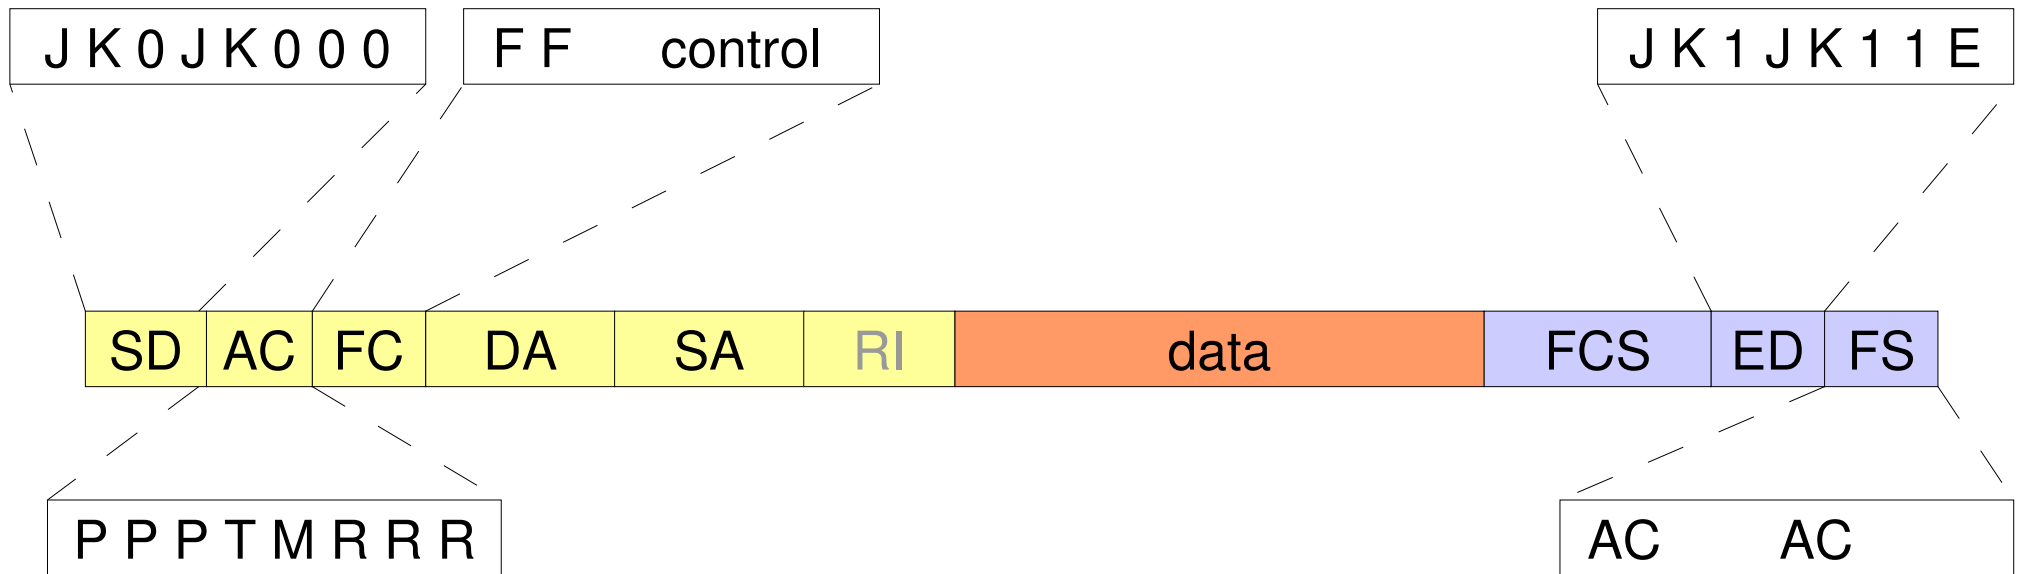 J K 0 J K 0 0 0 F F control J K 1 J K 1 1 E
SD AC FC DA SA RI data FCS ED FS
P P P T M R R R AC AC